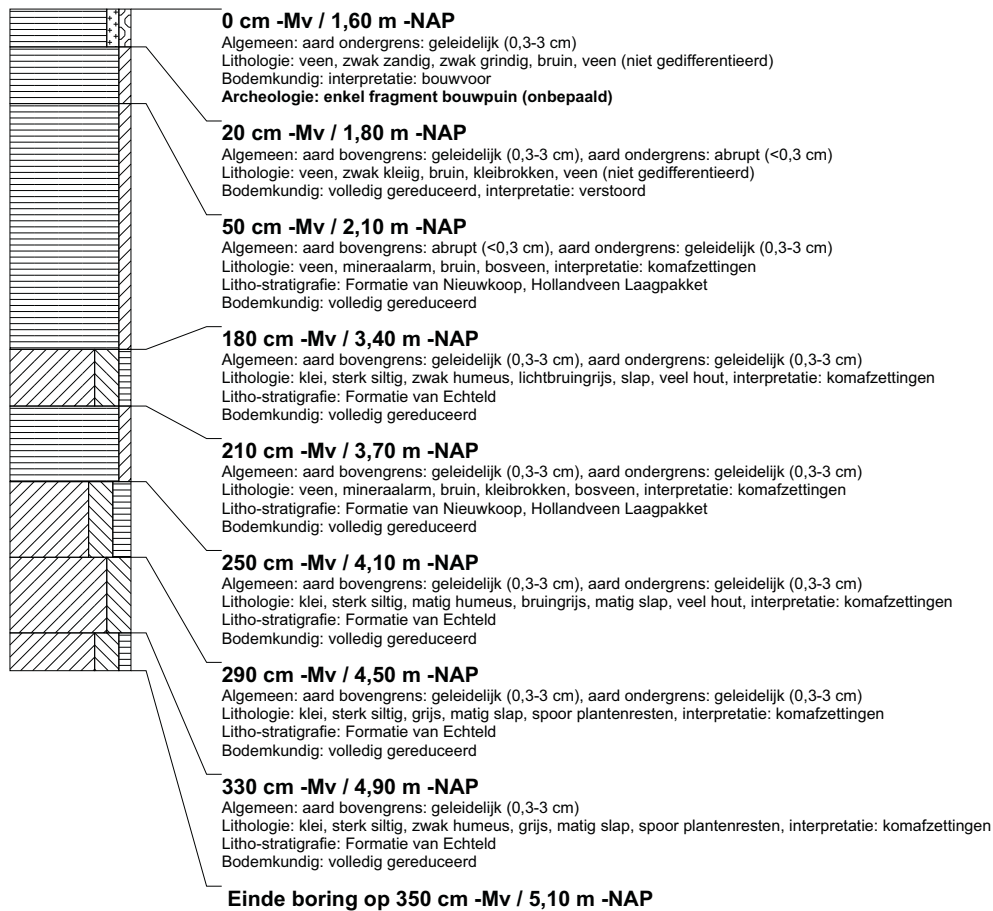 0 cm -Mv / 1,60 m -NAP
Algemeen: aard ondergrens: geleidelijk (0,3-3 cm)
Lithologie: veen, zwak zandig, zwak grindig, bruin, veen (niet gedifferentieerd)
Bodemkundig: interpretatie: bouwvoor
Archeologie: enkel fragment bouwpuin (onbepaald)
20 cm -Mv / 1,80 m -NAP
Algemeen: aard bovengrens: geleidelijk (0,3-3 cm), aard ondergrens: abrupt (<0,3 cm)
Lithologie: veen, zwak kleiig, bruin, kleibrokken, veen (niet gedifferentieerd)
Bodemkundig: volledig gereduceerd, interpretatie: verstoord
50 cm -Mv / 2,10 m -NAP
Algemeen: aard bovengrens: abrupt (<0,3 cm), aard ondergrens: geleidelijk (0,3-3 cm)
Lithologie: veen, mineraalarm, bruin, bosveen, interpretatie: komafzettingen
Litho-stratigrafie: Formatie van Nieuwkoop, Hollandveen Laagpakket
Bodemkundig: volledig gereduceerd
180 cm -Mv / 3,40 m -NAP
Algemeen: aard bovengrens: geleidelijk (0,3-3 cm), aard ondergrens: geleidelijk (0,3-3 cm)
Lithologie: klei, sterk siltig, zwak humeus, lichtbruingrijs, slap, veel hout, interpretatie: komafzettingen
Litho-stratigrafie: Formatie van Echteld
Bodemkundig: volledig gereduceerd
210 cm -Mv / 3,70 m -NAP
Algemeen: aard bovengrens: geleidelijk (0,3-3 cm), aard ondergrens: geleidelijk (0,3-3 cm)
Lithologie: veen, mineraalarm, bruin, kleibrokken, bosveen, interpretatie: komafzettingen
Litho-stratigrafie: Formatie van Nieuwkoop, Hollandveen Laagpakket
Bodemkundig: volledig gereduceerd
250 cm -Mv / 4,10 m -NAP
Algemeen: aard bovengrens: geleidelijk (0,3-3 cm), aard ondergrens: geleidelijk (0,3-3 cm)
Lithologie: klei, sterk siltig, matig humeus, bruingrijs, matig slap, veel hout, interpretatie: komafzettingen
Litho-stratigrafie: Formatie van Echteld
Bodemkundig: volledig gereduceerd
290 cm -Mv / 4,50 m -NAP
Algemeen: aard bovengrens: geleidelijk (0,3-3 cm), aard ondergrens: geleidelijk (0,3-3 cm)
Lithologie: klei, sterk siltig, grijs, matig slap, spoor plantenresten, interpretatie: komafzettingen
Litho-stratigrafie: Formatie van Echteld
Bodemkundig: volledig gereduceerd
330 cm -Mv / 4,90 m -NAP
Algemeen: aard bovengrens: geleidelijk (0,3-3 cm)
Lithologie: klei, sterk siltig, zwak humeus, grijs, matig slap, spoor plantenresten, interpretatie: komafzettingen
Litho-stratigrafie: Formatie van Echteld
Bodemkundig: volledig gereduceerd
Einde boring op 350 cm -Mv / 5,10 m -NAP